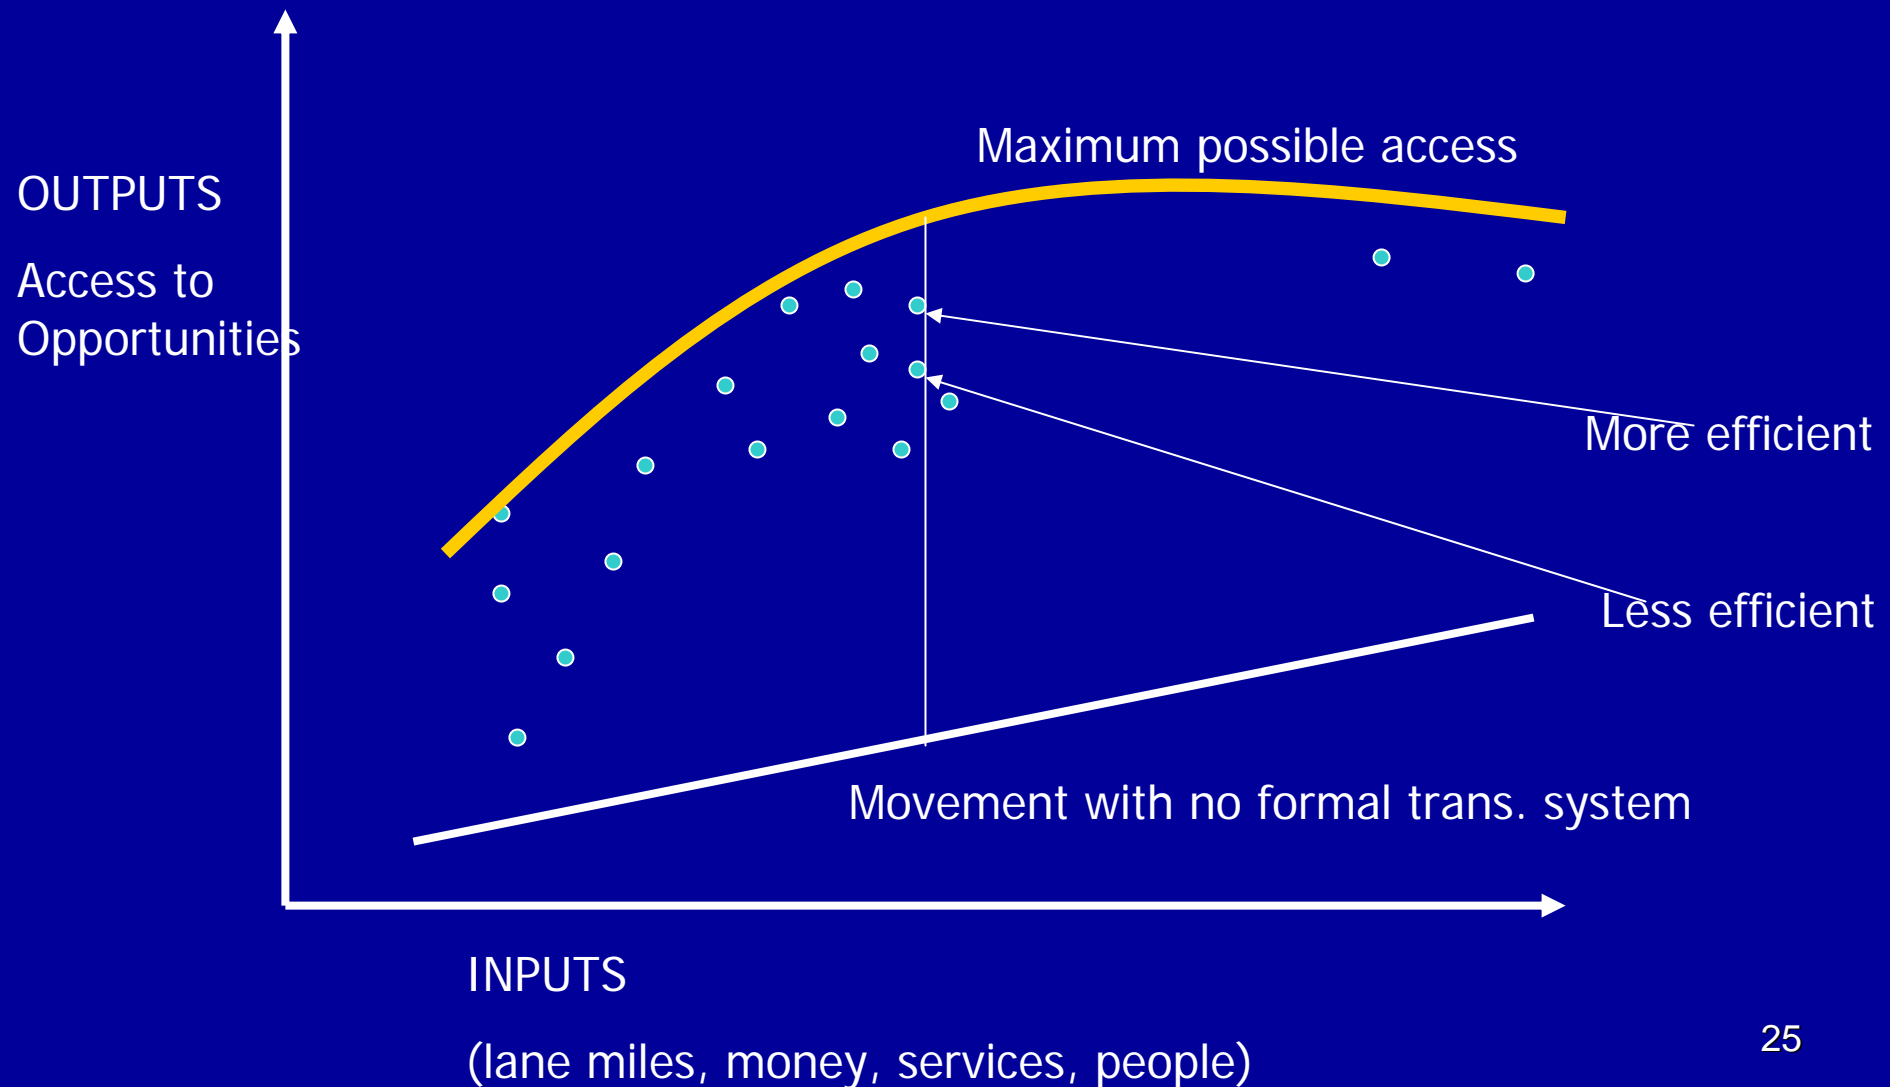 Maximum possible access
OUTPUTS
Access to
Opportunities
More efficient
Less efficient
Movement with no formal trans. system
INPUTS
(lane miles, money, services, people)
25